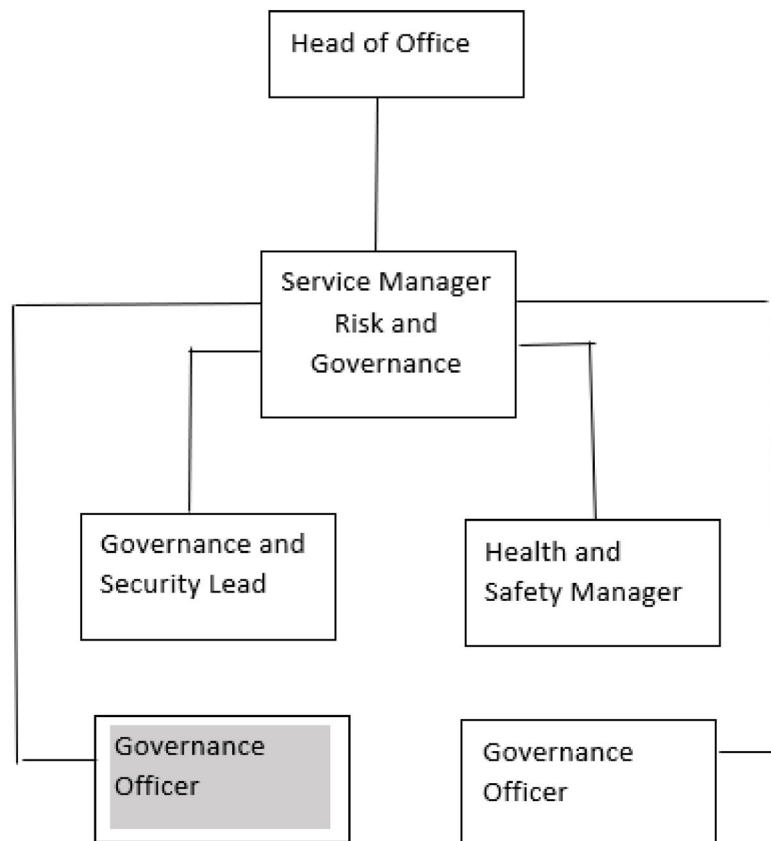 Head of Office
Service Manager
Risk and
Governance
Governance and
Security Lead
Health and
Safety Manager
Governance
Officer
Governance
Officer